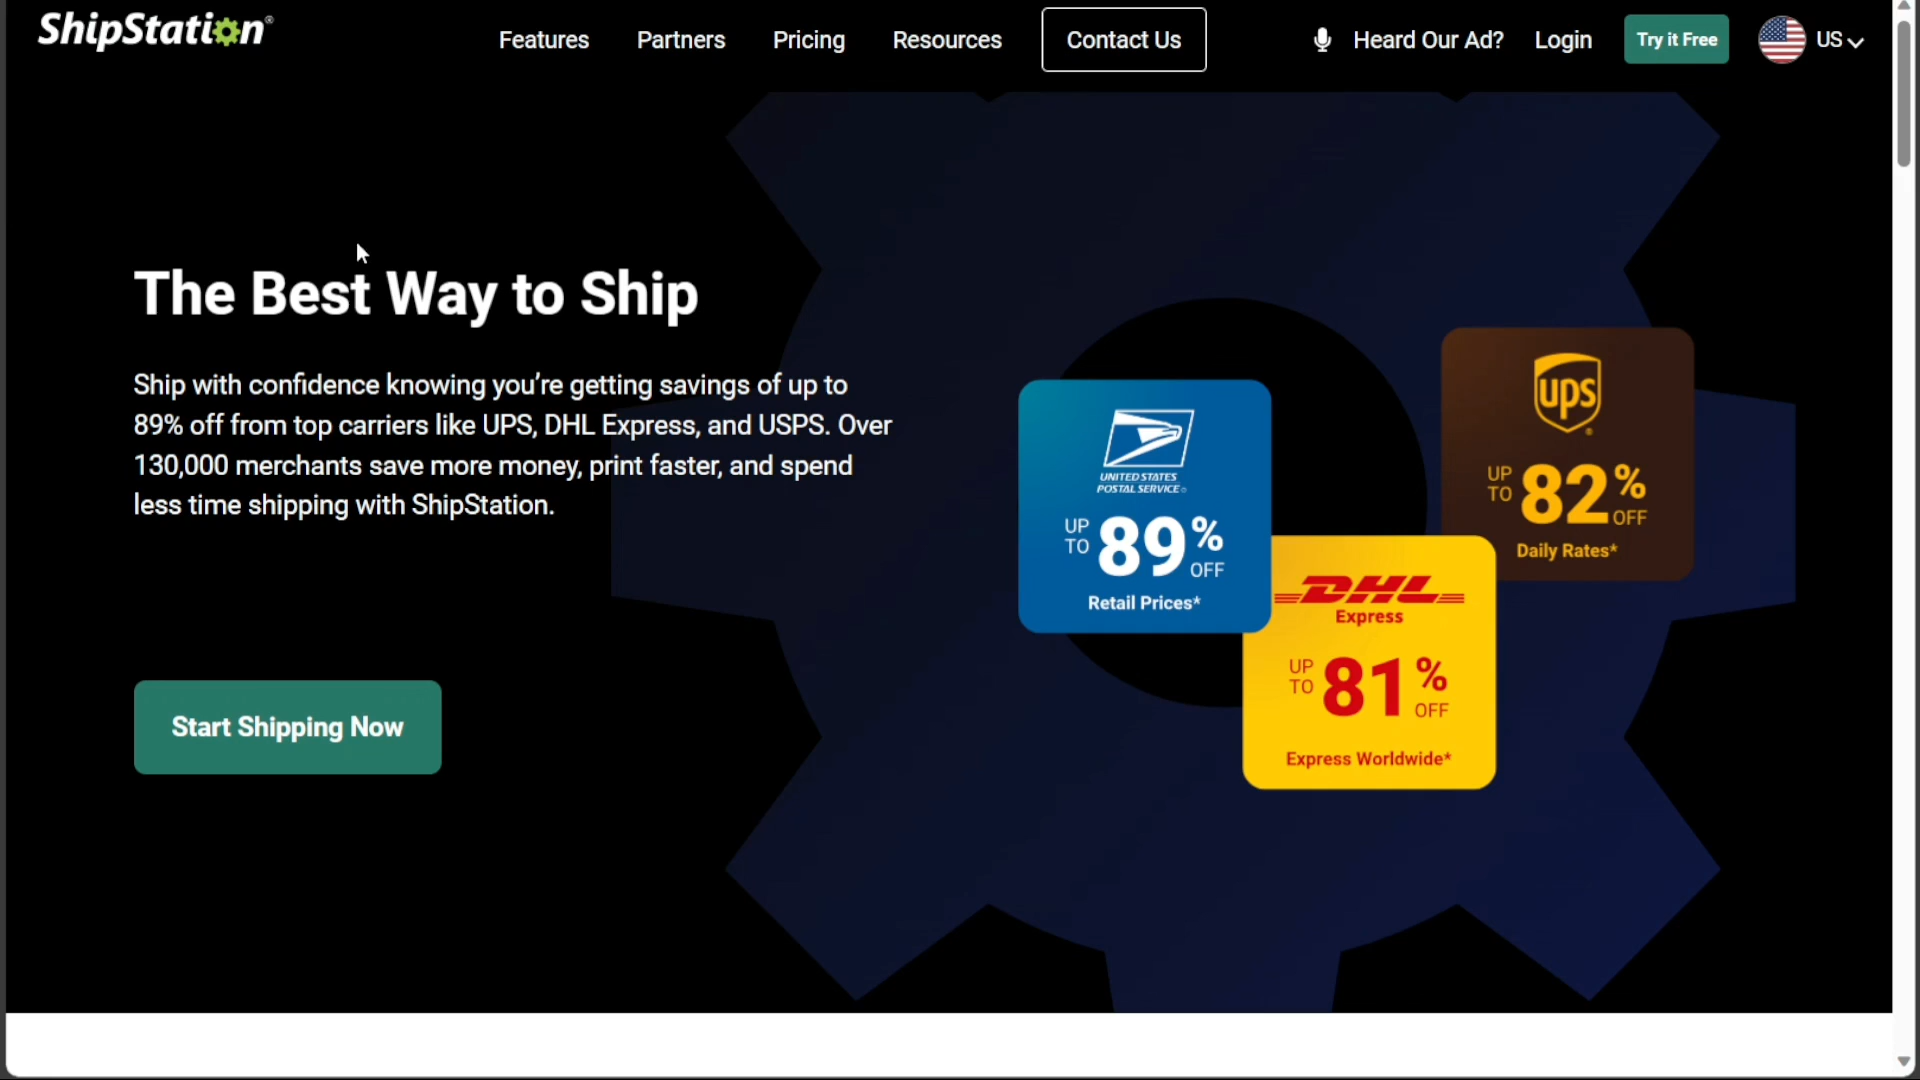 ShipStation®
Features
Partners
Pricing
Resources
Contact Us
Heard Our Ad?
Login
Try it Free
US
The Best Way to Ship
Ship with confidence knowing you're getting savings of up to
89% off from top carriers like UPS, DHL Express, and USPS. Over
130,000 merchants save more money, print faster, and spend
less time shipping with ShipStation.
Start Shipping Now
UNITED STATES
POSTAL SERVICE®
UP TO 89% OFF
Retail Prices*
ups®
UP TO 82% OFF
Daily Rates*
DHL
Express
UP TO 81% OFF
Express Worldwide*